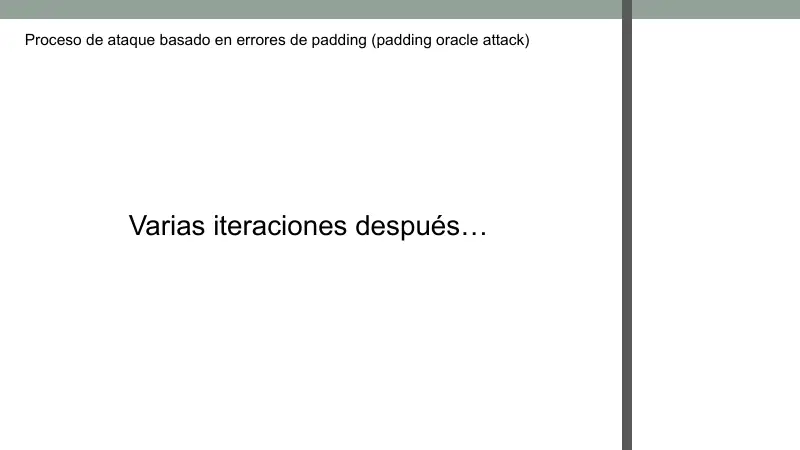 Proceso de ataque basado en errores de padding (padding oracle attack)
Varias iteraciones después…